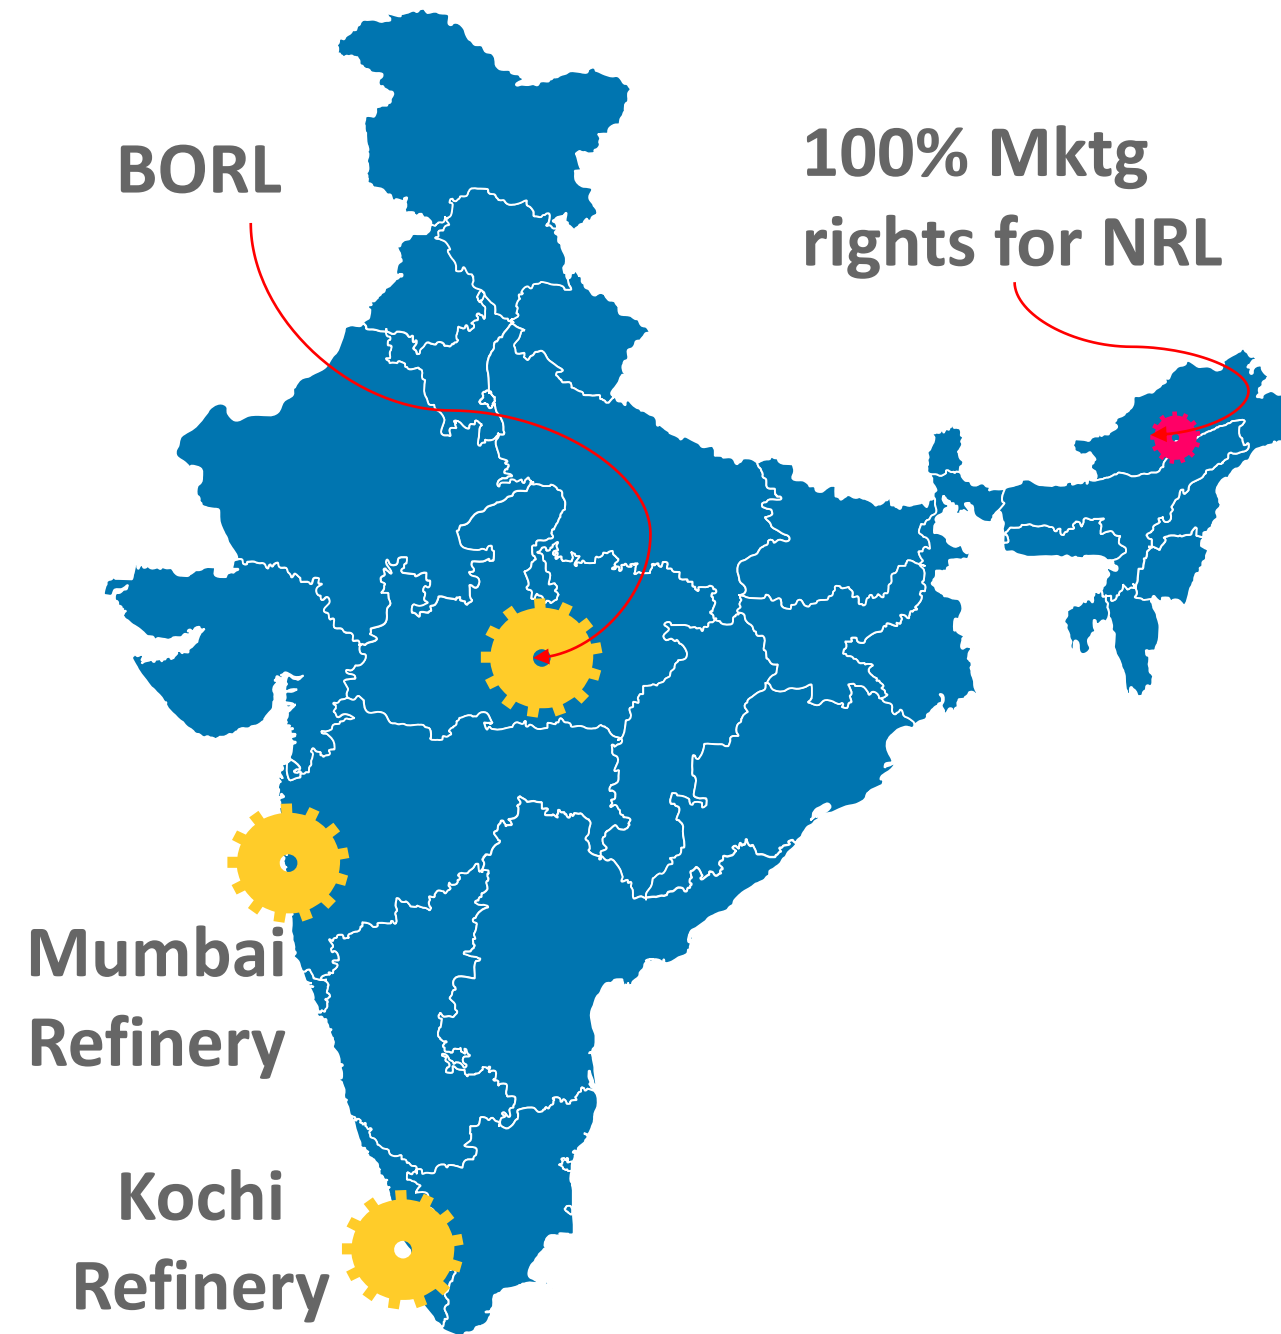 BORL
100% Mktg
rights for NRL
Mumbai
Refinery
Kochi
Refinery